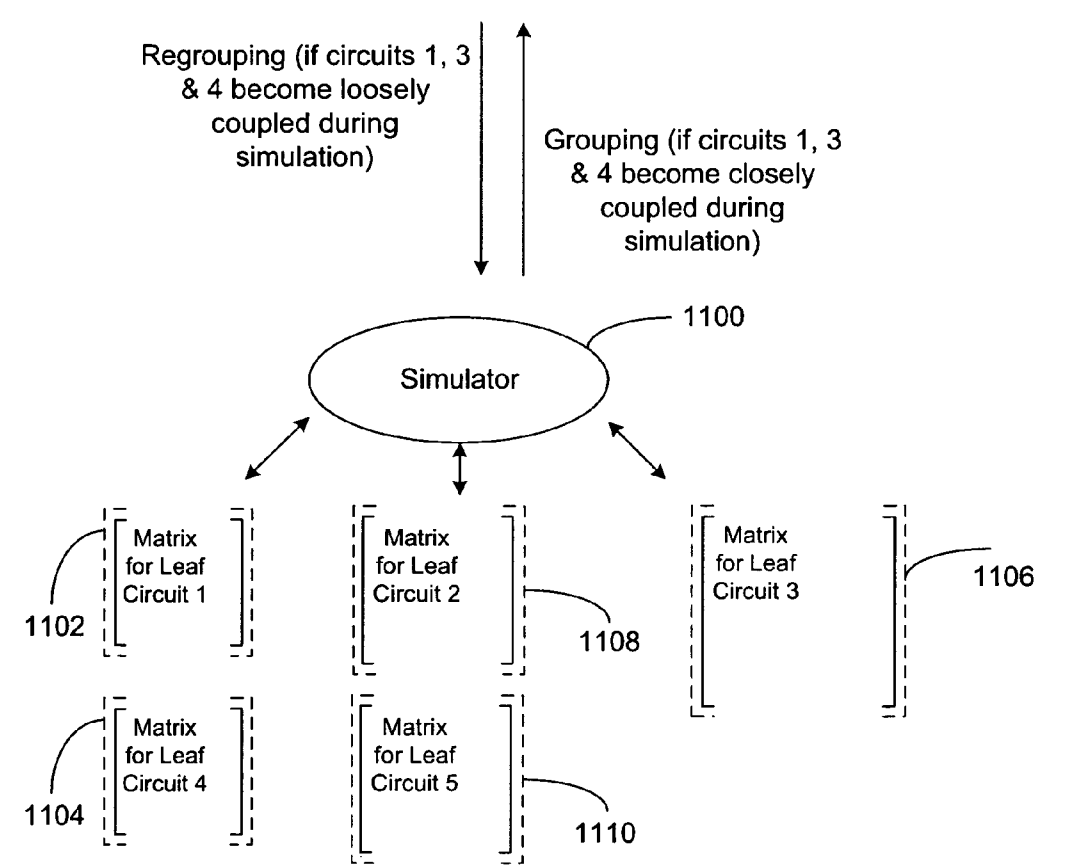 Regrouping (if circuits 1, 3
& 4 become loosely
coupled during
simulation)
Grouping (if circuits 1, 3
& 4 become closely
coupled during
simulation)
1100
Simulator
Matrix
for Leaf
Circuit 1
1102
Matrix
for Leaf
Circuit 2
1108
Matrix
for Leaf
Circuit 3
1106
Matrix
for Leaf
Circuit 4
1104
Matrix
for Leaf
Circuit 5
1110